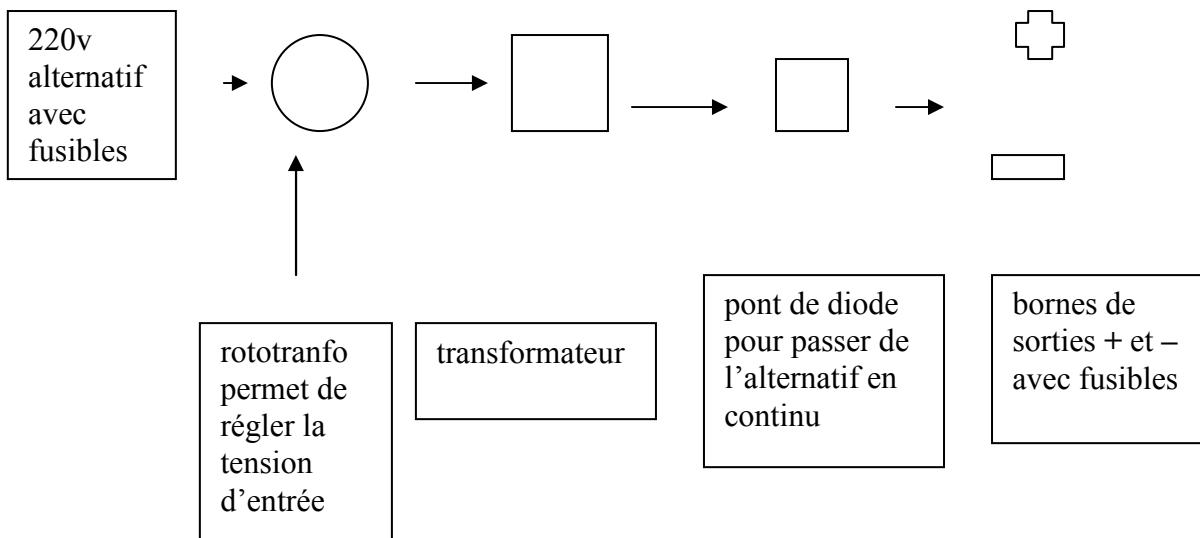 220v
alternatif
avec
fusibles
rototranfo
permet de
régler la
tension
d’entrée
transformateur
pont de diode
pour passer de
l’alternatif en
continu
bornes de
sorties + et –
avec fusibles